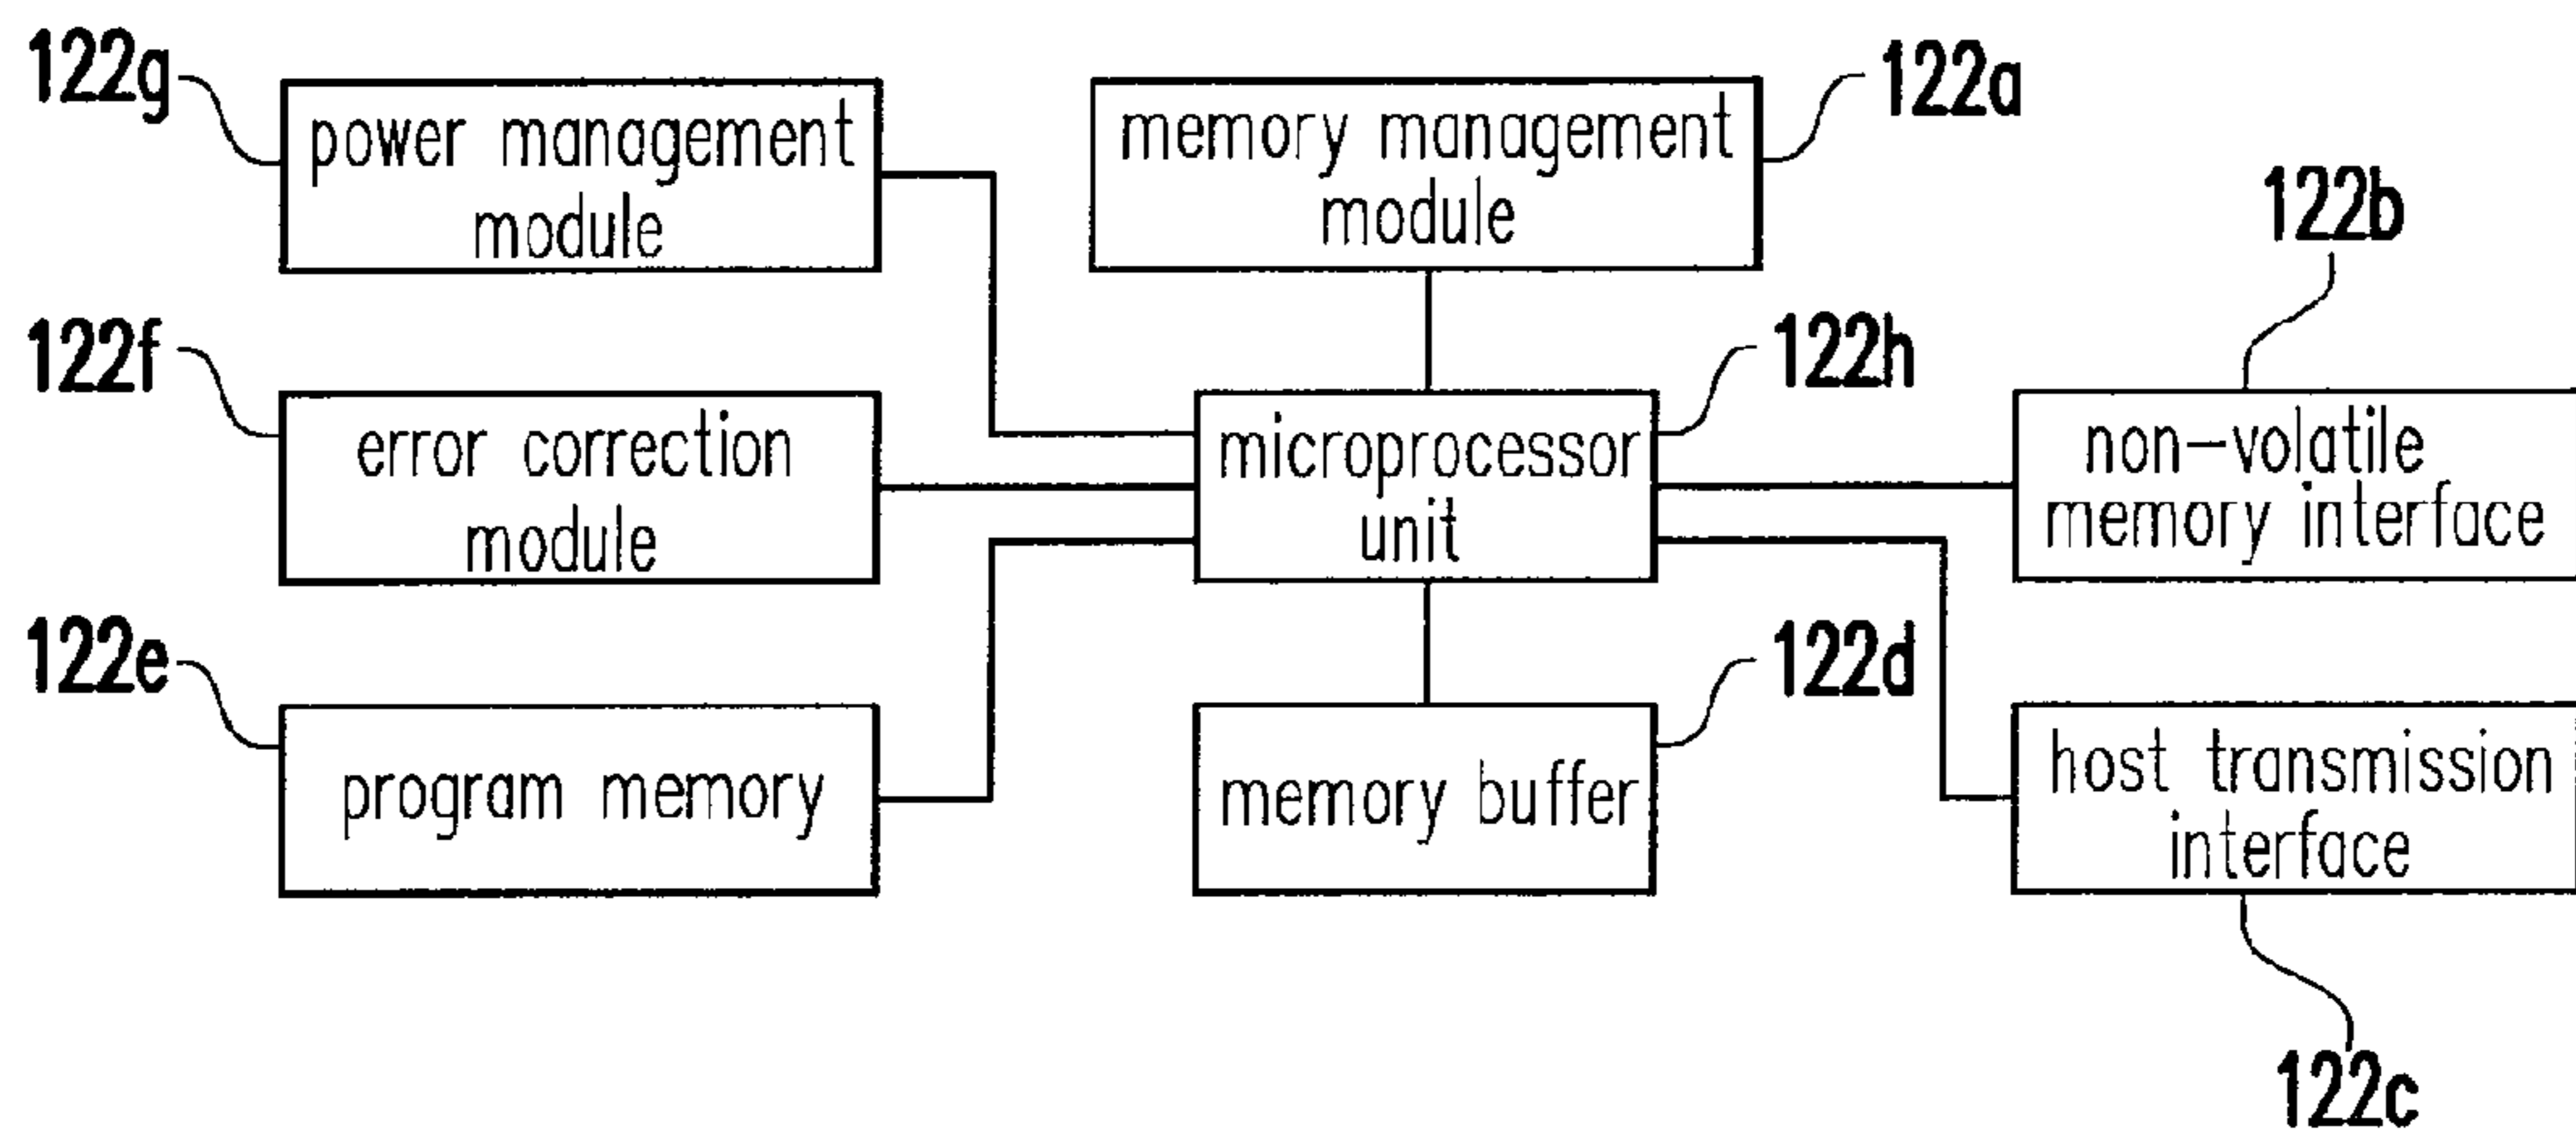 122g
power management
module
memory management
module
122a
122b
122f
error correction
module
microprocessor
unit
122h
non-volatile
memory interface
122e
program memory
memory buffer
122d
host transmission
interface
122c